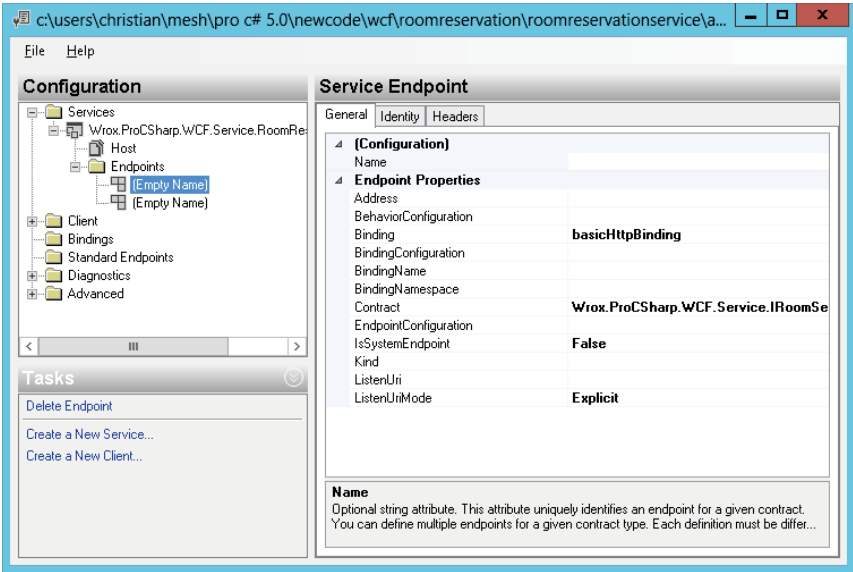 c:\users\christian\mesh\pro c# 5.0\newcode\wcf\roomreservation\roomreservationservice\a...
File Help
Configuration
Services
Wrox.ProCSharp.WCF.Service.RoomRe
Host
Endpoints
(Empty Name)
(Empty Name)
Client
Bindings
Standard Endpoints
Diagnostics
Advanced
Tasks
Delete Endpoint
Create a New Service...
Create a New Client...
Service Endpoint
General Identity Headers
(Configuration)
Name
Endpoint Properties
Address
BehaviorConfiguration
Binding basicHttpBinding
BindingConfiguration
BindingName
BindingNamespace
Contract Wrox.ProCSharp.WCF.Service.IRoomSe
EndpointConfiguration
IsSystemEndpoint False
Kind
ListenUri
ListenUriMode Explicit
Name
Optional string attribute. This attribute uniquely identifies an endpoint for a given contract.
You can define multiple endpoints for a given contract type. Each definition must be differ...